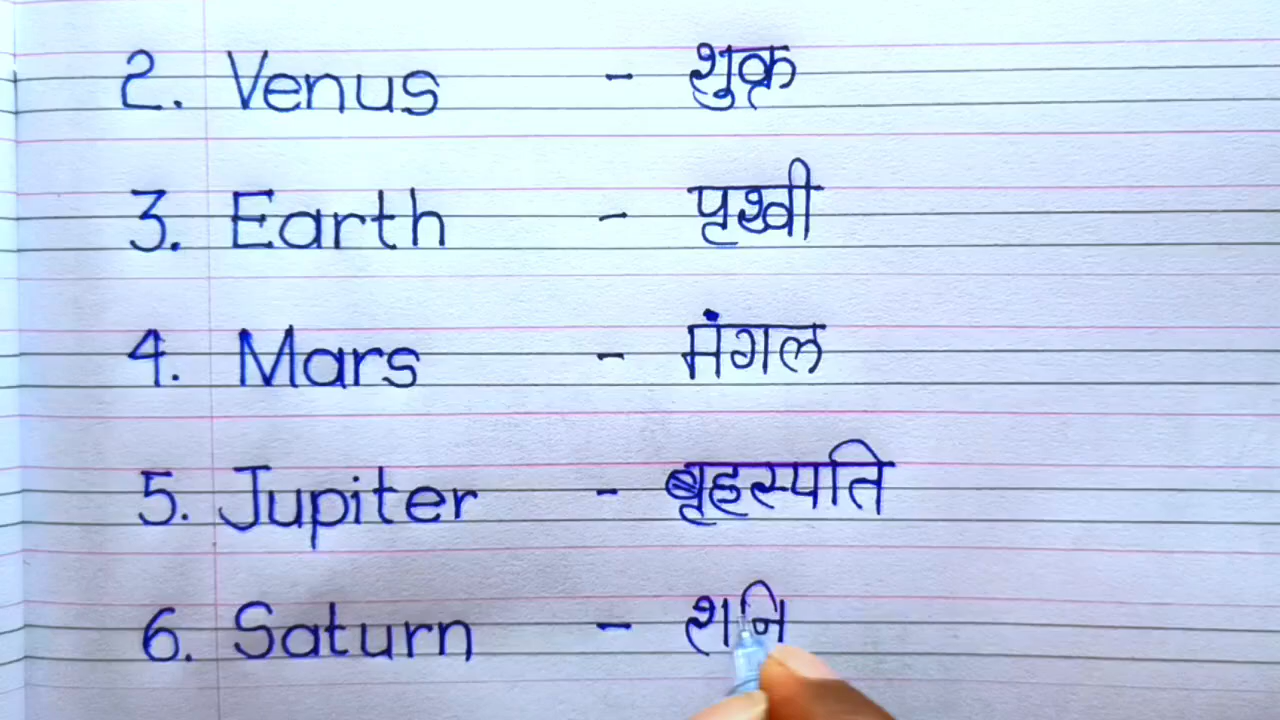 2. Venus - शुक्र
3. Earth - पृथ्वी
4. Mars - मंगल
5. Jupiter - बृहस्पति
6. Saturn - शनि